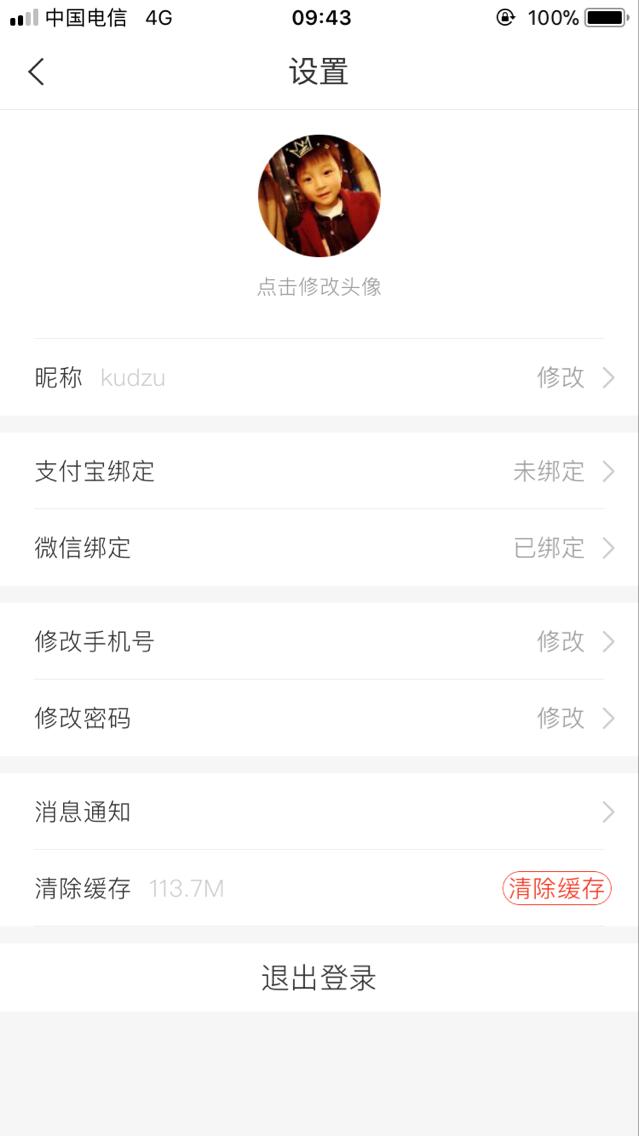 中国电信 4G 09:43 100%
设置
点击修改头像
昵称 kudzu 修改
支付宝绑定 未绑定
微信绑定 已绑定
修改手机号 修改
修改密码 修改
消息通知
清除缓存 113.7M 清除缓存
退出登录